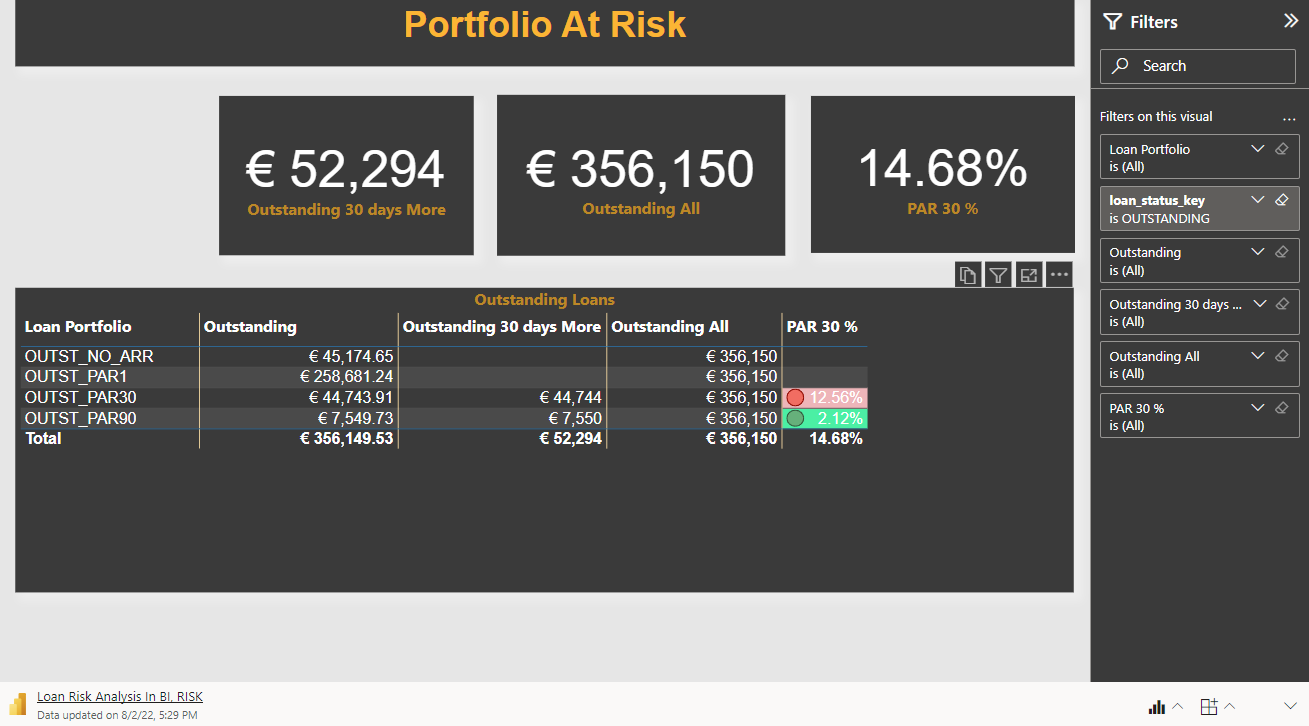 Portfolio At Risk
Filters
Search
Filters on this visual
...
Loan Portfolio
is (All)
loan_status_key
is OUTSTANDING
Outstanding
is (All)
Outstanding 30 days ...
is (All)
Outstanding All
is (All)
PAR 30 %
is (All)
€ 52,294
Outstanding 30 days More
€ 356,150
Outstanding All
14.68%
PAR 30 %
Outstanding Loans
Loan Portfolio Outstanding Outstanding 30 days More Outstanding All PAR 30 %
OUTST_NO_ARR € 45,174.65 € 356,150
OUTST_PAR1 € 258,681.24 € 356,150
OUTST_PAR30 € 44,743.91 € 44,744 € 356,150 12.56%
OUTST_PAR90 € 7,549.73 € 7,550 € 356,150 2.12%
Total € 356,149.53 € 52,294 € 356,150 14.68%
Loan Risk Analysis In BI, RISK
Data updated on 8/2/22, 5:29 PM